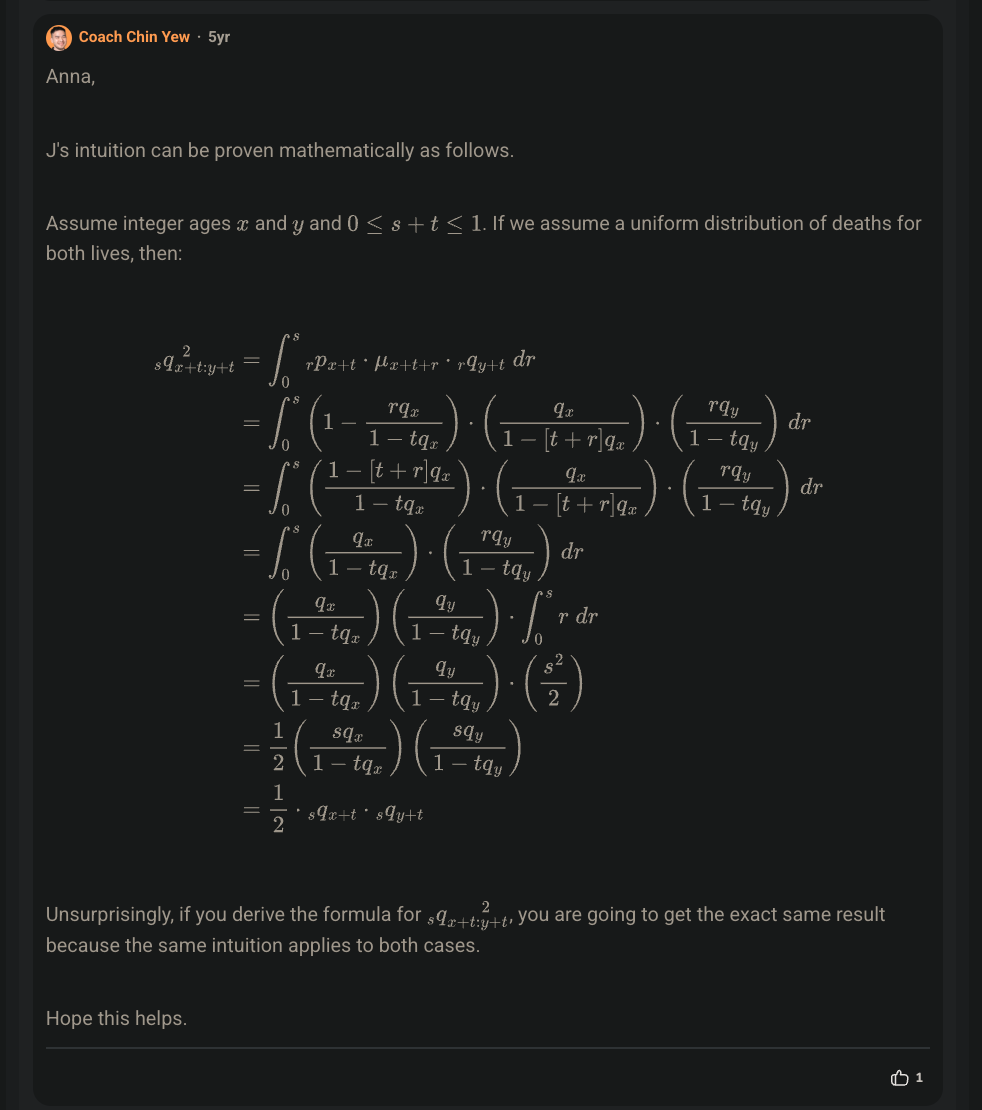 Coach Chin Yew · 5yr
Anna,
J's intuition can be proven mathematically as follows.
Assume integer ages $x$ and $y$ and $0 \leq s + t \leq 1$. If we assume a uniform distribution of deaths for
both lives, then:
${}_{s}q_{x+t:\overset{2}{y}+t} = \int_0^s {}_{r}p_{x+t} \cdot \mu_{x+t+r} \cdot {}_{r}q_{y+t} \; dr$
$= \int_0^s \left(1 - \frac{rq_x}{1 - tq_x}\right) \cdot \left(\frac{q_x}{1 - [t + r]q_x}\right) \cdot \left(\frac{rq_y}{1 - tq_y}\right) \; dr$
$= \int_0^s \left(\frac{1 - [t + r]q_x}{1 - tq_x}\right) \cdot \left(\frac{q_x}{1 - [t + r]q_x}\right) \cdot \left(\frac{rq_y}{1 - tq_y}\right) \; dr$
$= \int_0^s \left(\frac{q_x}{1 - tq_x}\right) \cdot \left(\frac{rq_y}{1 - tq_y}\right) \; dr$
$= \left(\frac{q_x}{1 - tq_x}\right) \left(\frac{q_y}{1 - tq_y}\right) \cdot \int_0^s r \; dr$
$= \left(\frac{q_x}{1 - tq_x}\right) \left(\frac{q_y}{1 - tq_y}\right) \cdot \left(\frac{s^2}{2}\right)$
$= \frac{1}{2} \left(\frac{sq_x}{1 - tq_x}\right) \left(\frac{sq_y}{1 - tq_y}\right)$
$= \frac{1}{2} \cdot {}_{s}q_{x+t} \cdot {}_{s}q_{y+t}$
Unsurprisingly, if you derive the formula for ${}_{s}q_{x+t:\overset{2}{y}+t}$, you are going to get the exact same result
because the same intuition applies to both cases.
Hope this helps.
1